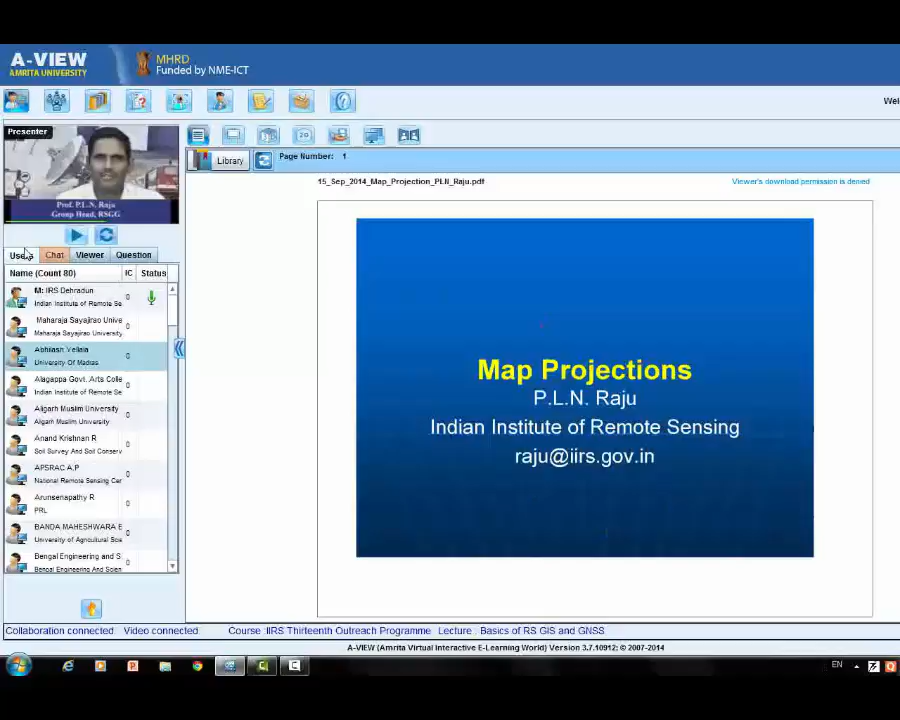 A-VIEW
AMRITA UNIVERSITY
MHRD
Funded by NME-ICT
Wel
Presenter
Prof. P.L.N. Raju
Group Head, RSGG
Library
Page Number: 1
15_Sep_2014_Map_Projection_PLN_Raju.pdf
Viewer's download permission is denied
Chat Viewer Question
Name (Count 80) IC Status
M: IIRS Dehradun
Indian Institute of Remote Se 0
Maharaja Sayajirao Unive
Maharaja Sayajirao University 0
Abhilash Vellala
University Of Madras 0
Alagappa Govt. Arts Colle
Indian Institute of Remote Se 0
Aligarh Muslim University
Aligarh Muslim University 0
Anand Krishnan R
Soil Survey And Soil Conserv 0
APSRAC A.P
National Remote Sensing Cer 0
Arunsenapathy R
PRL 0
BANDA MAHESHWARA E
University of Agricultural Scie 0
Bengal Engineering and S
Bengal Engineering And Scien 0
Map Projections
P.L.N. Raju
Indian Institute of Remote Sensing
raju@iirs.gov.in
Collaboration connected Video connected Course :IIRS Thirteenth Outreach Programme Lecture : Basics of RS GIS and GNSS
A-VIEW (Amrita Virtual Interactive E-Learning World) Version 3.7.10912; © 2007-2014
EN